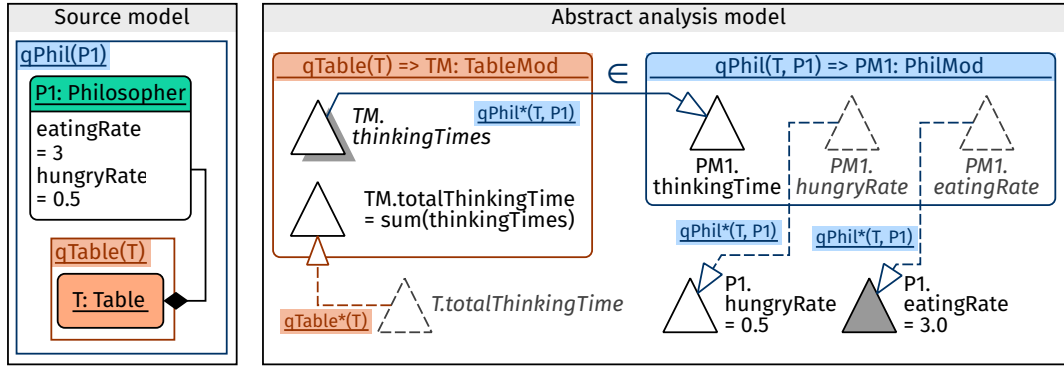 Source model
qPhil(P1)
P1: Philosopher
eatingRate
= 3
hungryRate
= 0.5
qTable(T)
T: Table
Abstract analysis model
qTable(T) => TM: TableMod
∈
qPhil(T, P1) => PM1: PhilMod
TM.
thinkingTimes
qPhil*(T, P1)
PM1.
thinkingTime
PM1.
hungryRate
PM1.
eatingRate
TM.totalThinkingTime
= sum(thinkingTimes)
qPhil*(T, P1)
qPhil*(T, P1)
qTable*(T)
T.totalThinkingTime
P1.
hungryRate
= 0.5
P1.
eatingRate
= 3.0